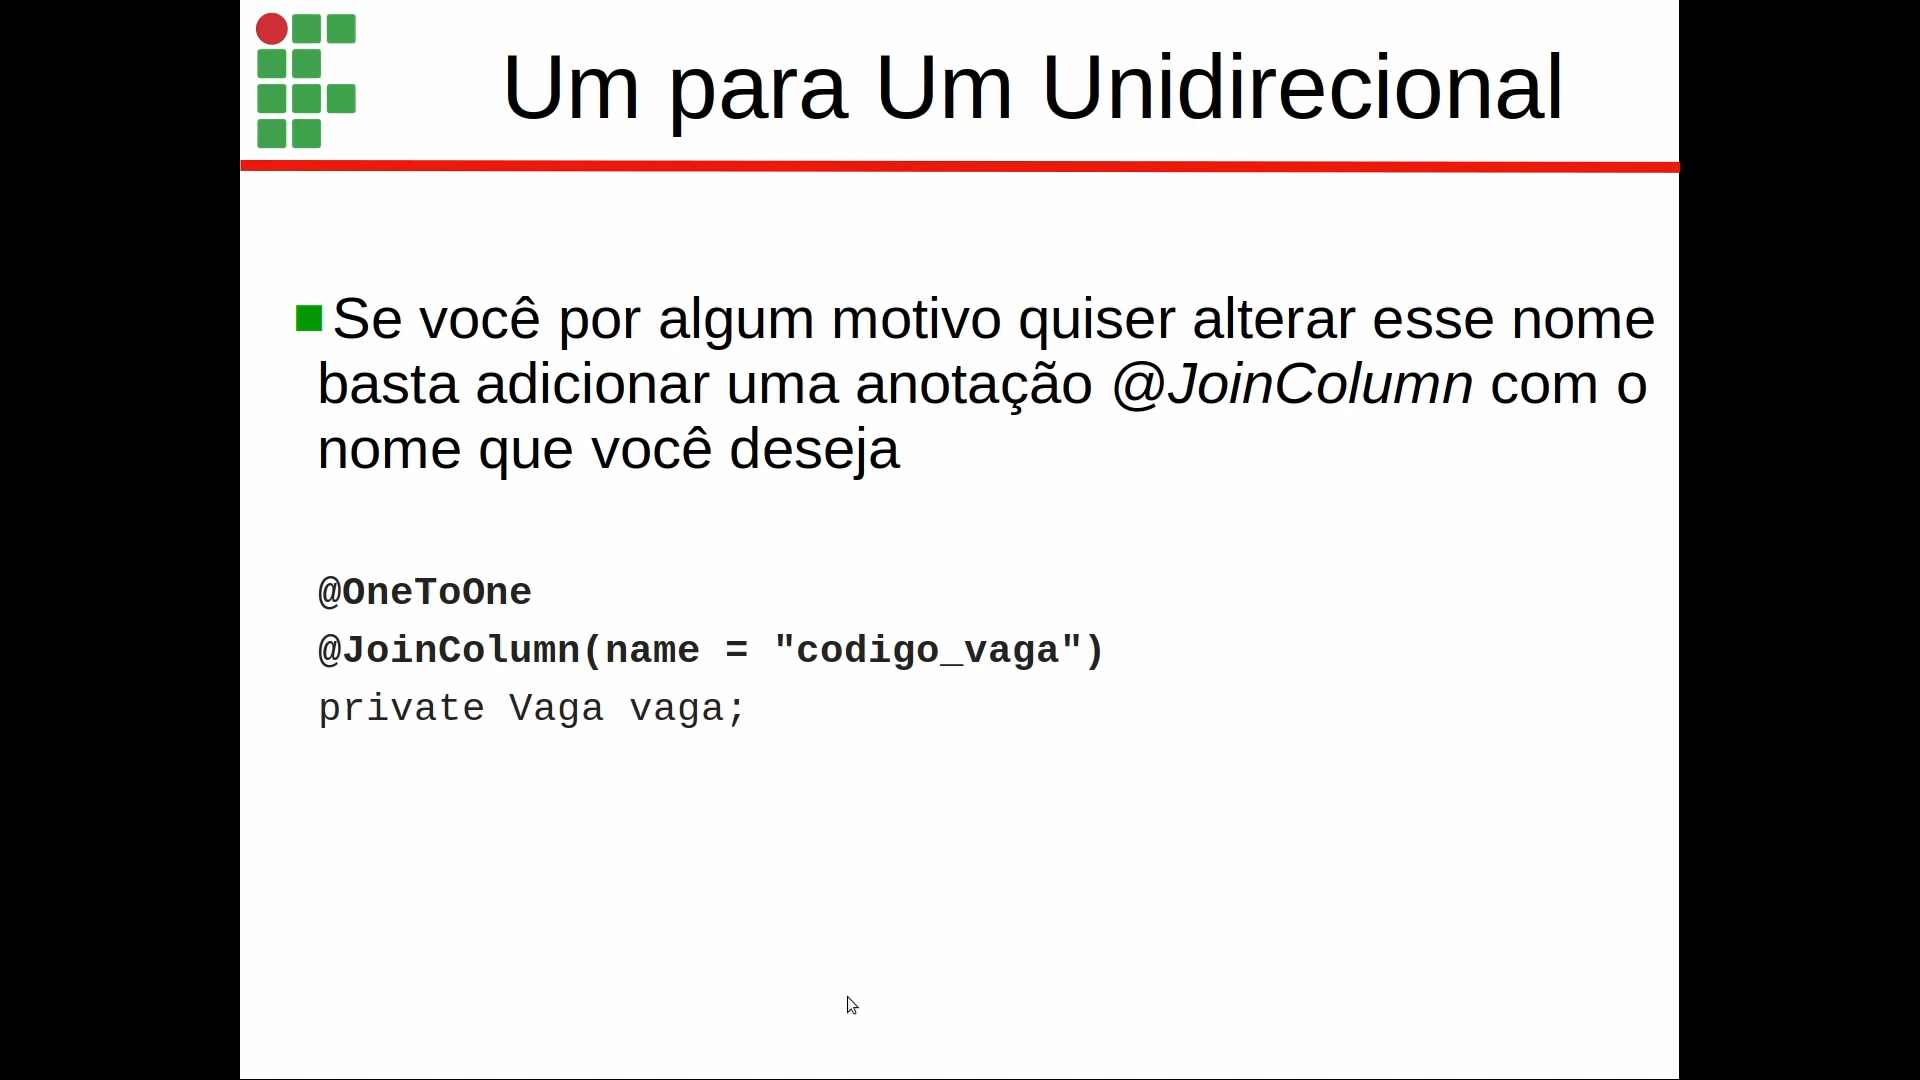 Um para Um Unidirecional
Se você por algum motivo quiser alterar esse nome
basta adicionar uma anotação @JoinColumn com o
nome que você deseja
@OneToOne
@JoinColumn(name = "codigo_vaga")
private Vaga vaga;